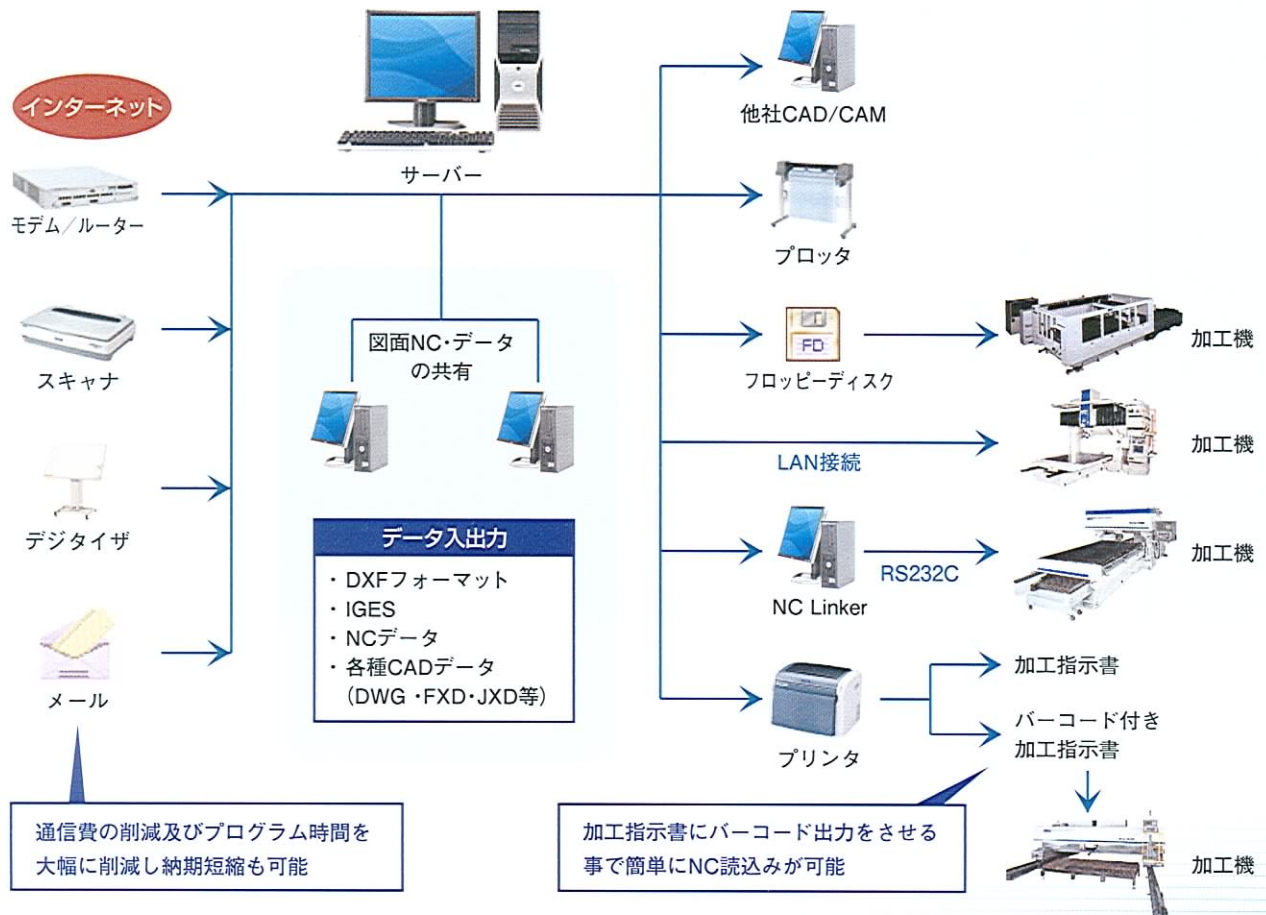 インターネット
モデム／ルーター
スキャナ
デジタイザ
メール
通信費の削減及びプログラム時間を
大幅に削減し納期短縮も可能
サーバー
図面NC・データ
の共有
データ入出力
・ DXFフォーマット
・ IGES
・ NCデータ
・ 各種CADデータ
（DWG・FXD・JXD等）
他社CAD/CAM
プロッタ
FD
フロッピーディスク
加工機
LAN接続
加工機
NC Linker
RS232C
加工機
プリンタ
加工指示書
バーコード付き
加工指示書
加工指示書にバーコード出力をさせる
事で簡単にNC読込みが可能
加工機